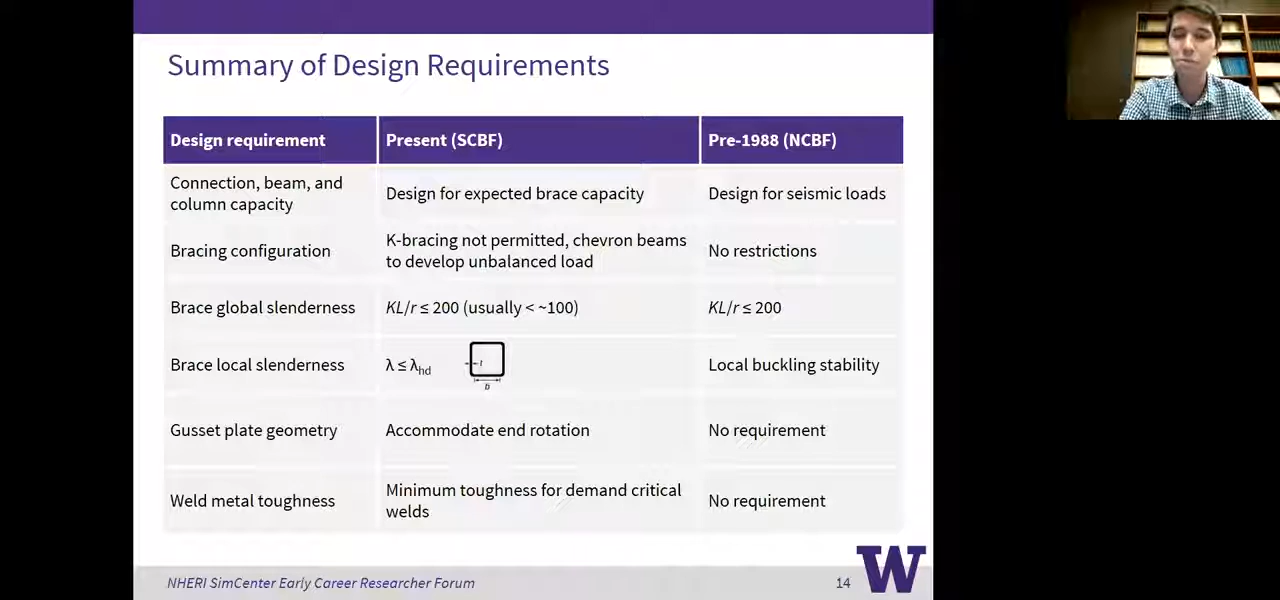 Summary of Design Requirements
Design requirement
Present (SCBF)
Pre-1988 (NCBF)
Connection, beam, and
column capacity
Design for expected brace capacity
Design for seismic loads
Bracing configuration
K-bracing not permitted, chevron beams
to develop unbalanced load
No restrictions
Brace global slenderness
KL/r ≤ 200 (usually < ~100)
KL/r ≤ 200
Brace local slenderness
λ ≤ λhd
t
b
Local buckling stability
Gusset plate geometry
Accommodate end rotation
No requirement
Weld metal toughness
Minimum toughness for demand critical
welds
No requirement
NHERI SimCenter Early Career Researcher Forum
14
W